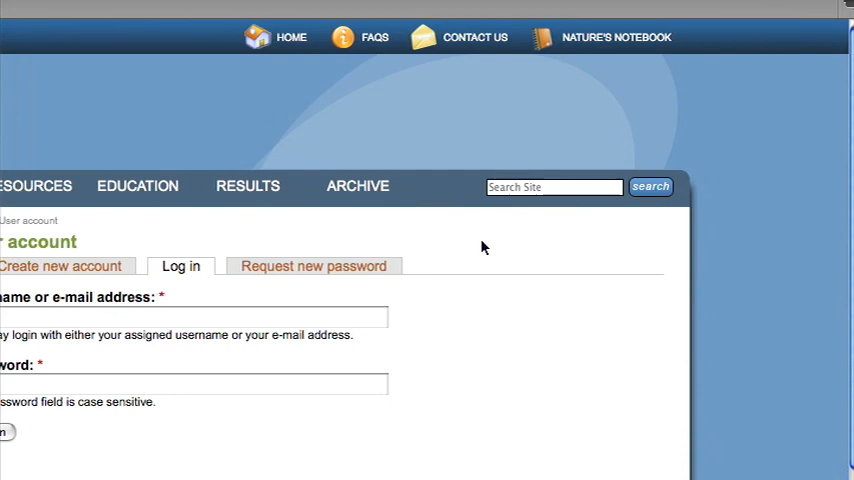 HOME FAQS CONTACT US NATURE'S NOTEBOOK
ESOURCES EDUCATION RESULTS ARCHIVE Search Site search
User account
r account
Create new account Log in Request new password
name or e-mail address: *
ay login with either your assigned username or your e-mail address.
word: *
ssword field is case sensitive.
n